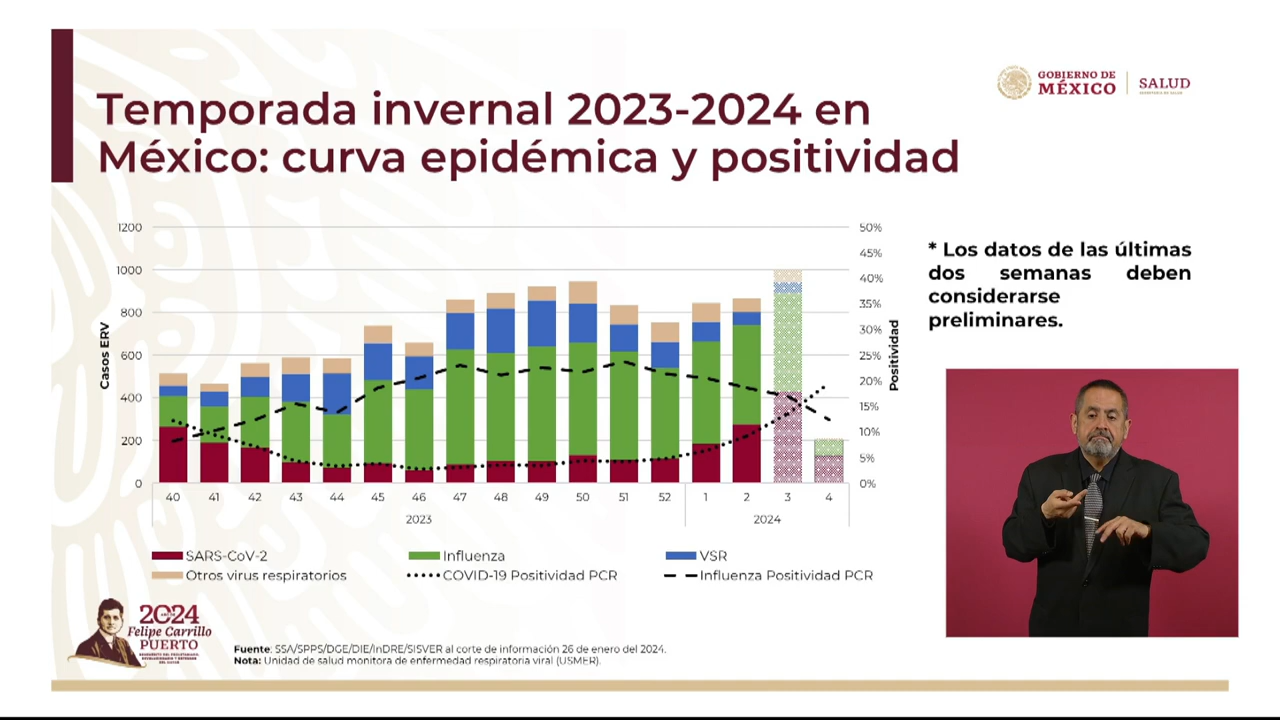 GOBIERNO DE
MÉXICO
SALUD
SECRETARÍA DE SALUD
Temporada invernal 2023-2024 en
México: curva epidémica y positividad
1200
1000
800
600
400
200
0
Casos ERV
50%
45%
40%
35%
30%
25%
20%
15%
10%
5%
0%
Positividad
40 41 42 43 44 45 46 47 48 49 50 51 52 1 2 3 4
2023 2024
SARS-CoV-2 Influenza VSR
Otros virus respiratorios COVID-19 Positividad PCR Influenza Positividad PCR
* Los datos de las últimas
dos semanas deben
considerarse
preliminares.
2024
Felipe Carrillo
PUERTO
Fuente: SSA/SPPS/DGE/DIE/InDRE/SISVER al corte de información 26 de enero del 2024.
Nota: Unidad de salud monitora de enfermedad respiratoria viral (USMER).